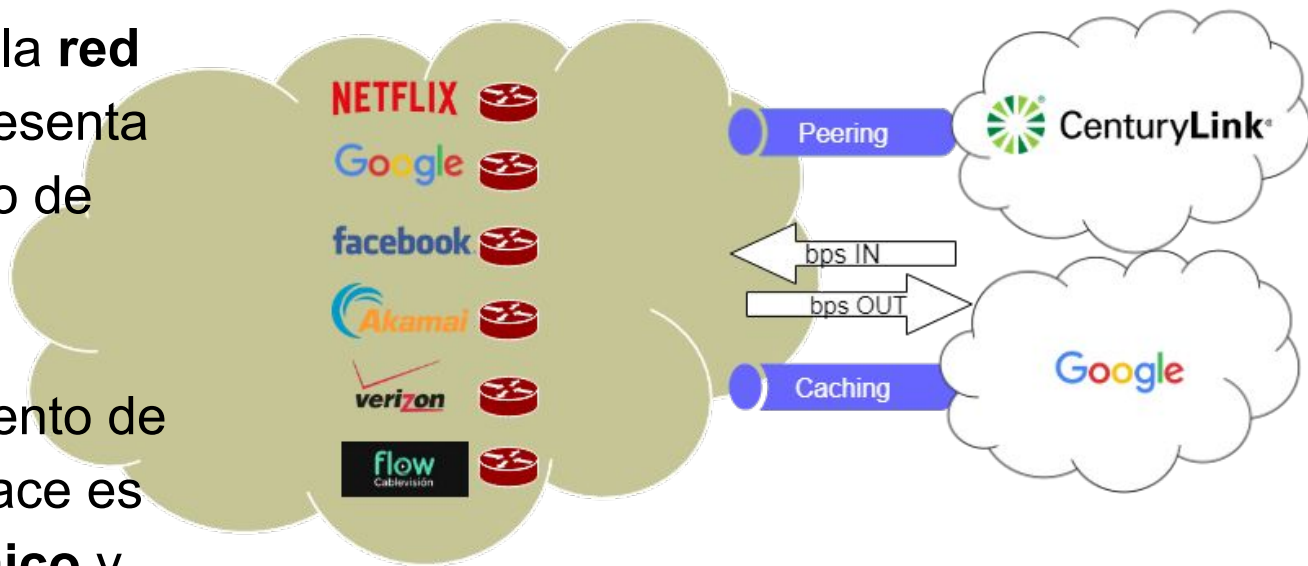 la red
esenta
o de
ento de
ace es
ico y
NETFLIX
Google
facebook
Akamai
verizon
flow
Cablevisión
Peering
CenturyLink
bps IN
bps OUT
Caching
Google